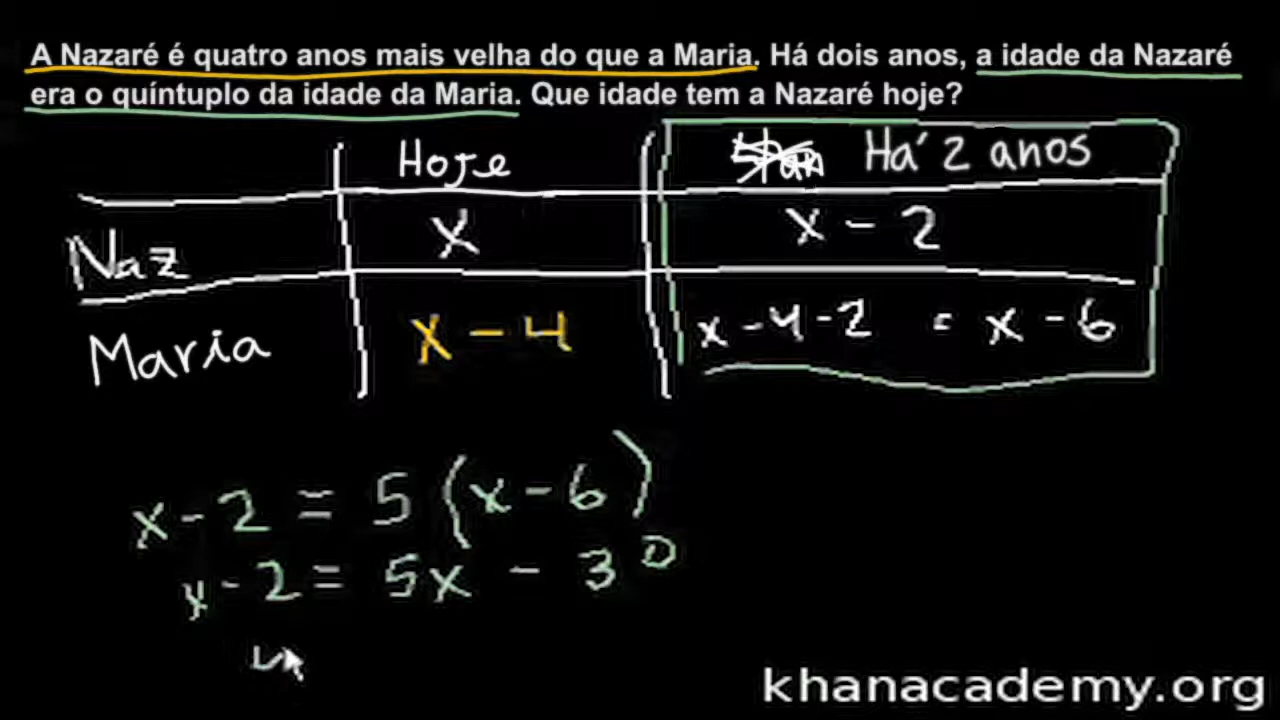 A Nazaré é quatro anos mais velha do que a Maria. Há dois anos, a idade da Nazaré
era o quíntuplo da idade da Maria. Que idade tem a Nazaré hoje?
Hoje Há 2 anos
Naz x x - 2
Maria x - 4 x - 4 - 2 = x - 6
x - 2 = 5 (x - 6)
x - 2 = 5x - 30
khanacademy.org